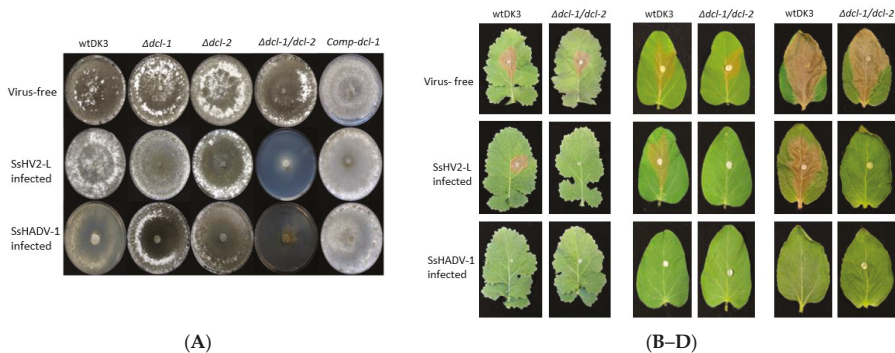 wtDK3 Δdcl-1 Δdcl-2 Δdcl-1/dcl-2 Comp-dcl-1
Virus-free
SsHV2-L
infected
SsHADV-1
infected
(A)
wtDK3 Δdcl-1/dcl-2 wtDK3 Δdcl-1/dcl-2 wtDK3 Δdcl-1/dcl-2
Virus- free
SsHV2-L
infected
SsHADV-1
infected
(B–D)